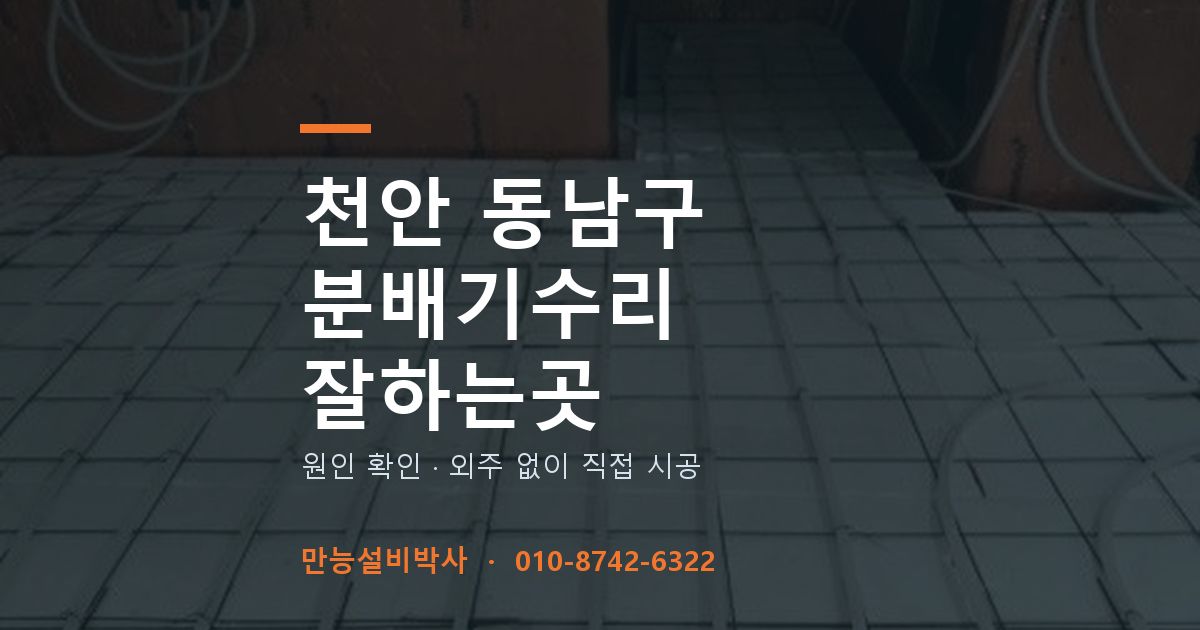 천안 동남구
분배기수리
잘하는곳
원인 확인 · 외주 없이 직접 시공
만능설비박사 · 010-8742-6322